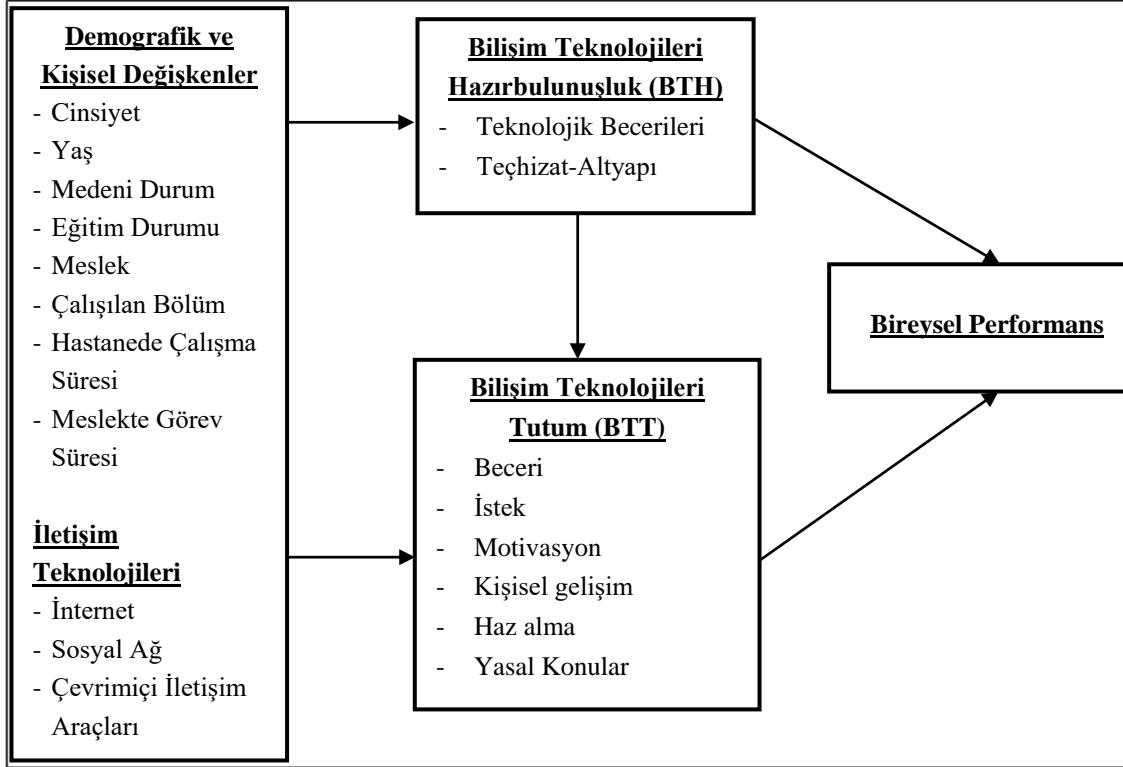 Demografik ve
Kişisel Değişkenler
- Cinsiyet
- Yaş
- Medeni Durum
- Eğitim Durumu
- Meslek
- Çalışılan Bölüm
- Hastanede Çalışma
Süresi
- Meslekte Görev
Süresi
İletişim
Teknolojileri
- İnternet
- Sosyal Ağ
- Çevrimiçi İletişim
Araçları
Bilişim Teknolojileri
Hazırbulunuşluk (BTH)
- Teknolojik Becerileri
- Teçhizat-Altyapı
Bilişim Teknolojileri
Tutum (BTT)
- Beceri
- İstek
- Motivasyon
- Kişisel gelişim
- Haz alma
- Yasal Konular
Bireysel Performans